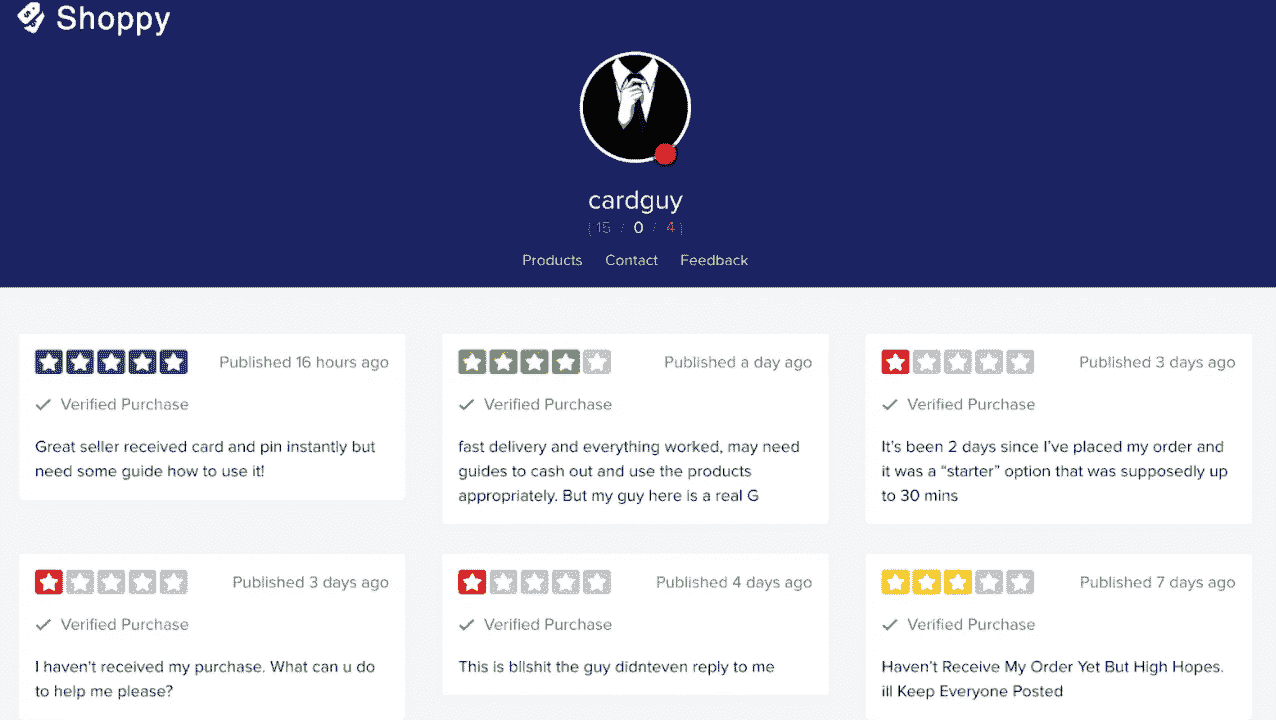 Shoppy
cardguy
( 15 / 0 / 4 )
Products Contact Feedback
Published 16 hours ago
Verified Purchase
Great seller received card and pin instantly but
need some guide how to use it!
Published a day ago
Verified Purchase
fast delivery and everything worked, may need
guides to cash out and use the products
appropriately. But my guy here is a real G
Published 3 days ago
Verified Purchase
It's been 2 days since I've placed my order and
it was a “starter” option that was supposedly up
to 30 mins
Published 3 days ago
Verified Purchase
I haven't received my purchase. What can u do
to help me please?
Published 4 days ago
Verified Purchase
This is bllshit the guy didnteven reply to me
Published 7 days ago
Verified Purchase
Haven't Receive My Order Yet But High Hopes.
ill Keep Everyone Posted